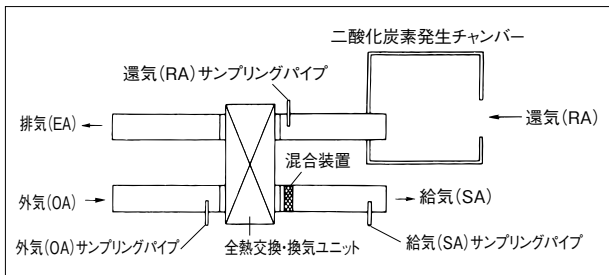 二酸化炭素発生チャンバー
還気(RA)サンプリングパイプ
排気(EA)
還気(RA)
混合装置
外気(OA)
給気(SA)
外気(OA)サンプリングパイプ
全熱交換・換気ユニット
給気(SA)サンプリングパイプ